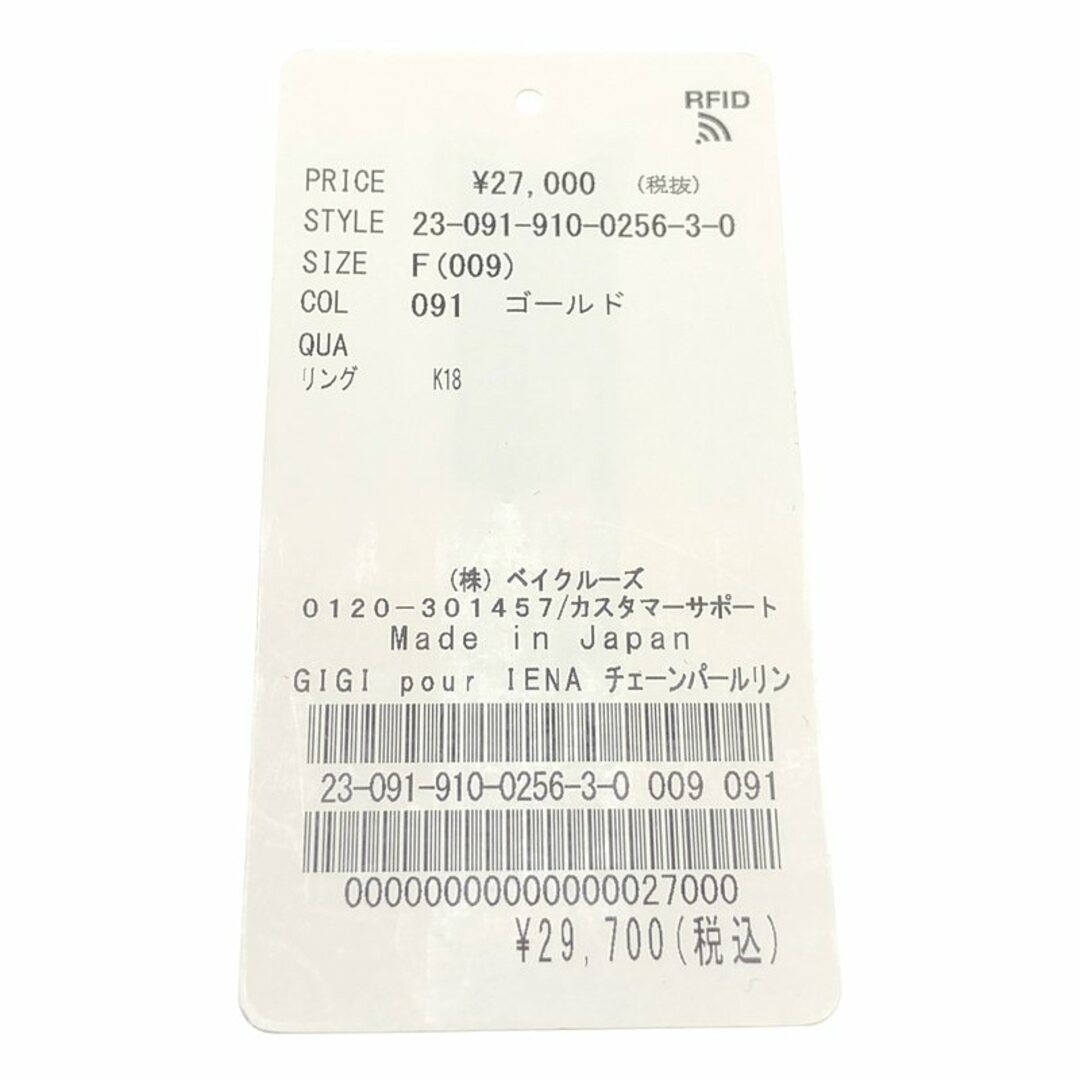 RFID
PRICE ¥27,000 (税抜)
STYLE 23-091-910-0256-3-0
SIZE F(009)
COL 091 ゴールド
QUA
リング K18
(株) ベイクルーズ
0120-301457/カスタマーサポート
Made in Japan
GIGI pour IENA チェーンパールリン
23-091-910-0256-3-0 009 091
00000000000000027000
¥29,700(税込)